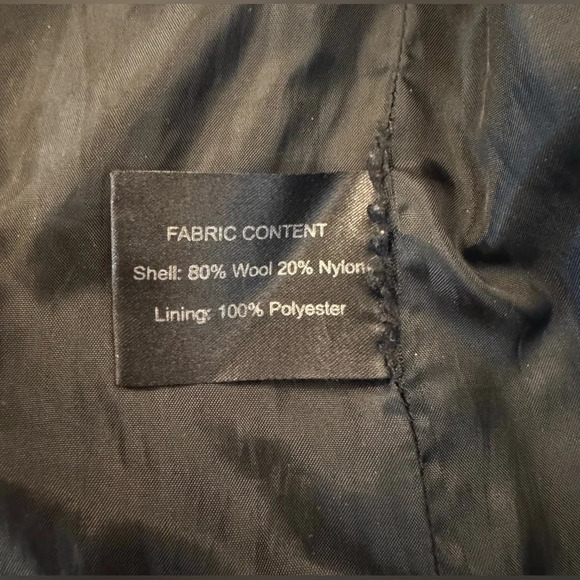 FABRIC CONTENT
Shell: 80% Wool 20% Nylon
Lining: 100% Polyester